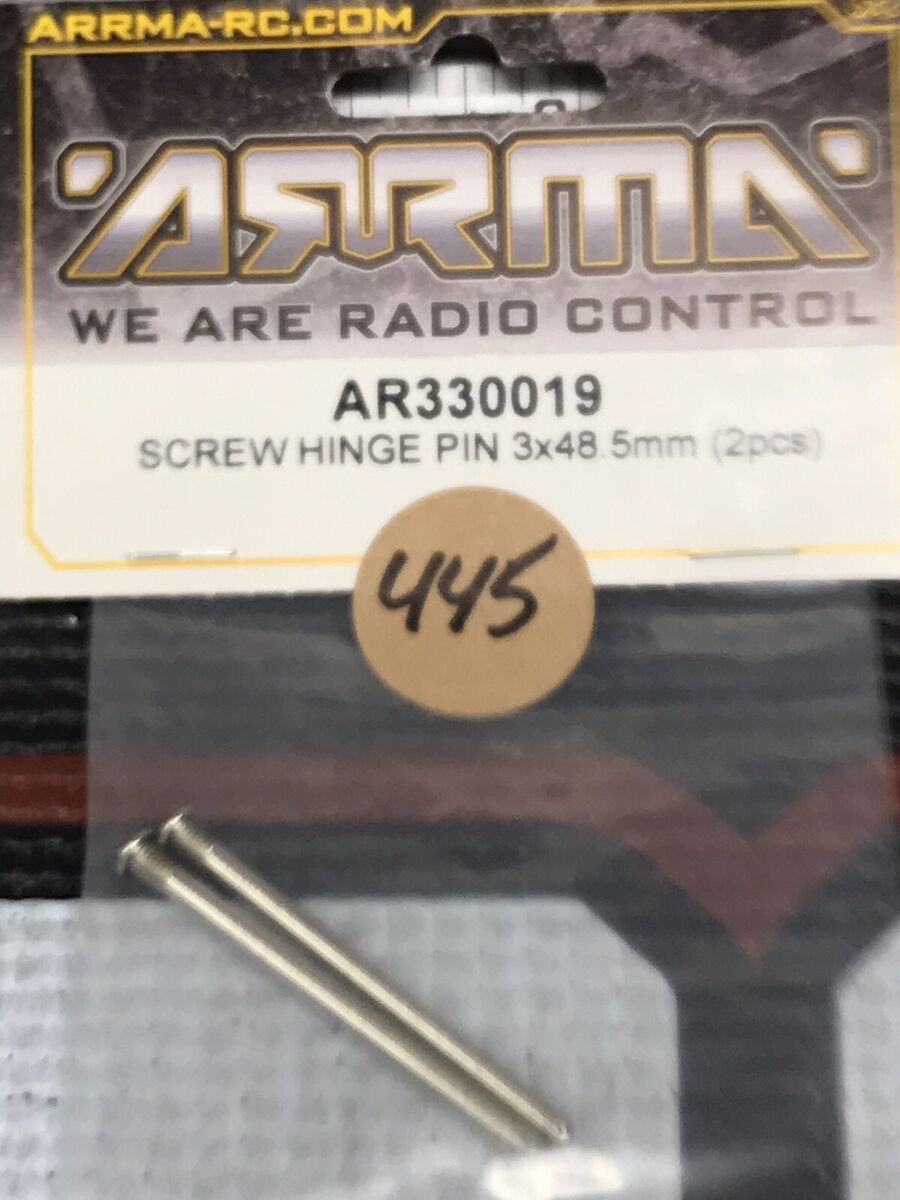 ARRMA-RC.COM
ARRMA
WE ARE RADIO CONTROL
AR330019
SCREW HINGE PIN 3x48.5mm (2pcs)
445